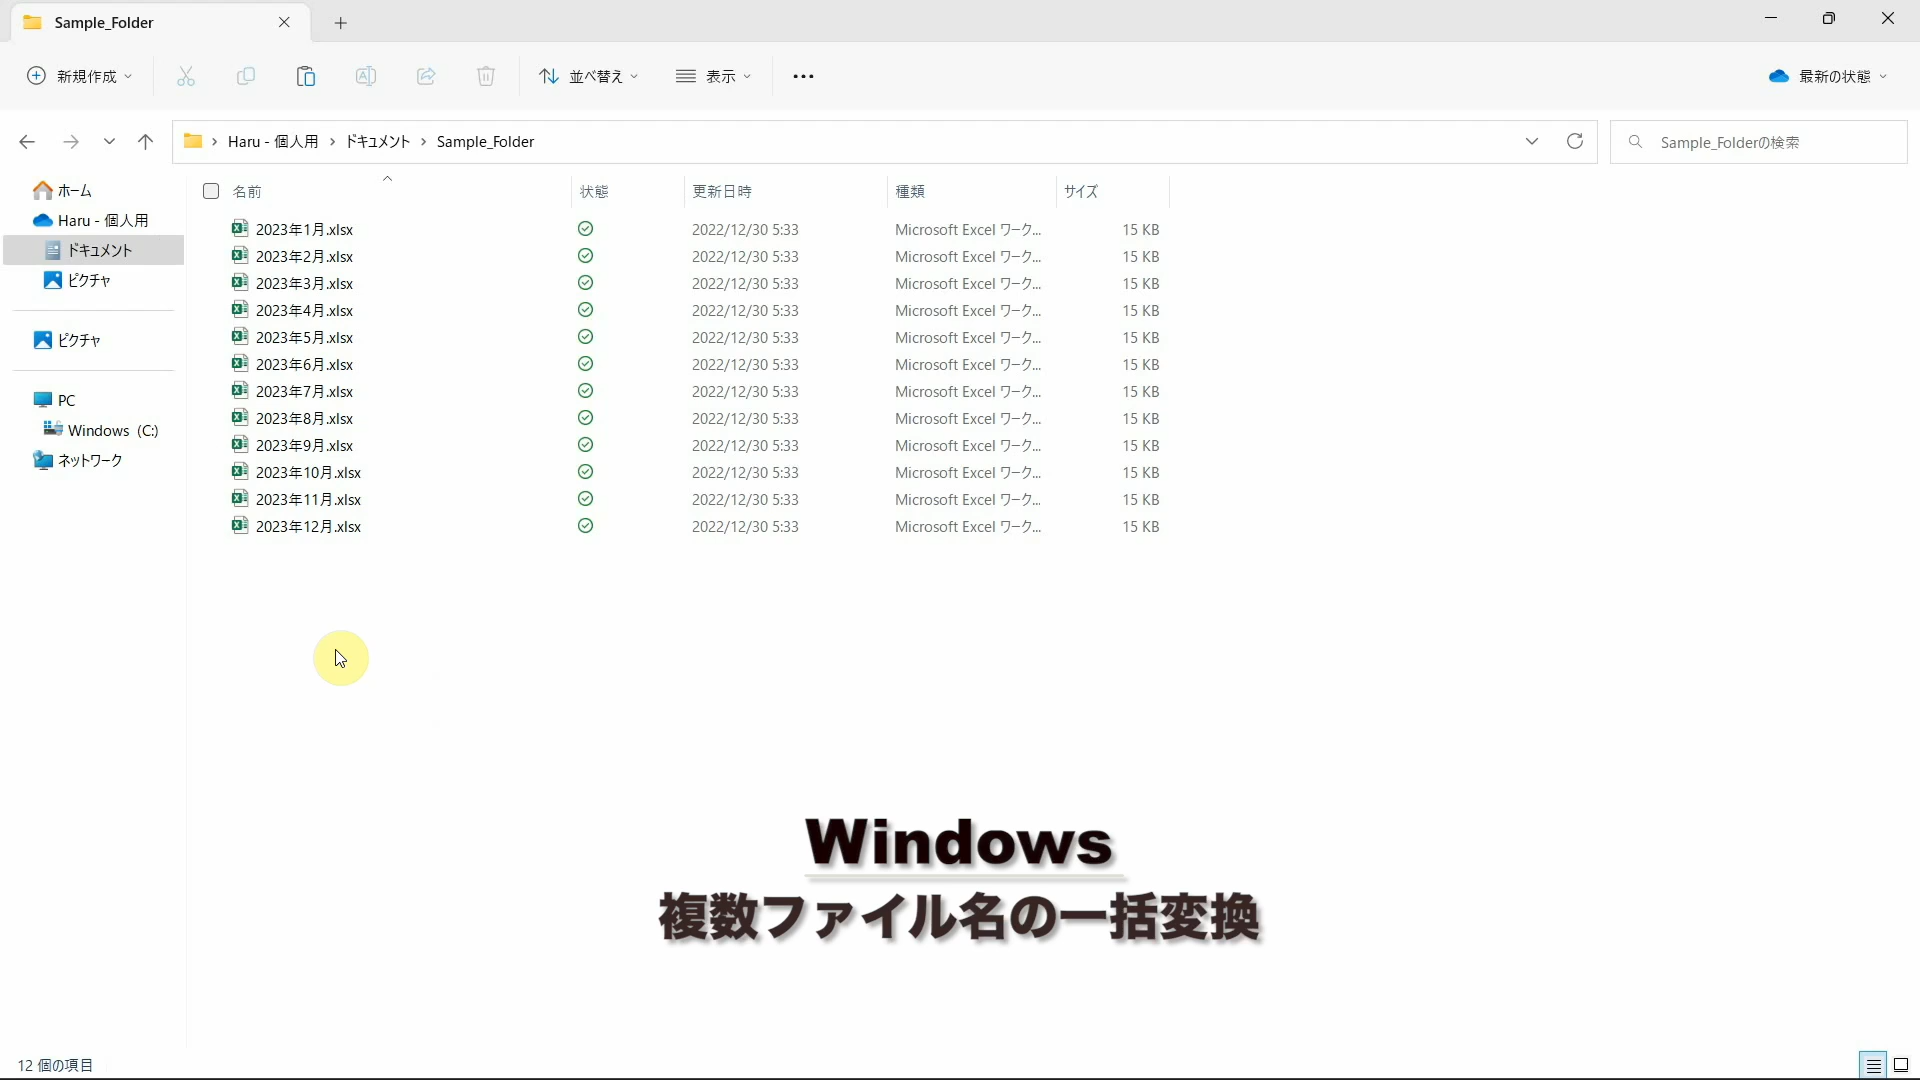 Sample_Folder
新規作成
並べ替え
表示
最新の状態
Haru - 個人用 › ドキュメント › Sample_Folder
Sample_Folderの検索
ホーム
Haru - 個人用
ドキュメント
ピクチャ
ピクチャ
PC
Windows (C:)
ネットワーク
名前 状態 更新日時 種類 サイズ
2023年1月.xlsx 2022/12/30 5:33 Microsoft Excel ワーク... 15 KB
2023年2月.xlsx 2022/12/30 5:33 Microsoft Excel ワーク... 15 KB
2023年3月.xlsx 2022/12/30 5:33 Microsoft Excel ワーク... 15 KB
2023年4月.xlsx 2022/12/30 5:33 Microsoft Excel ワーク... 15 KB
2023年5月.xlsx 2022/12/30 5:33 Microsoft Excel ワーク... 15 KB
2023年6月.xlsx 2022/12/30 5:33 Microsoft Excel ワーク... 15 KB
2023年7月.xlsx 2022/12/30 5:33 Microsoft Excel ワーク... 15 KB
2023年8月.xlsx 2022/12/30 5:33 Microsoft Excel ワーク... 15 KB
2023年9月.xlsx 2022/12/30 5:33 Microsoft Excel ワーク... 15 KB
2023年10月.xlsx 2022/12/30 5:33 Microsoft Excel ワーク... 15 KB
2023年11月.xlsx 2022/12/30 5:33 Microsoft Excel ワーク... 15 KB
2023年12月.xlsx 2022/12/30 5:33 Microsoft Excel ワーク... 15 KB
Windows
複数ファイル名の一括変換
12 個の項目